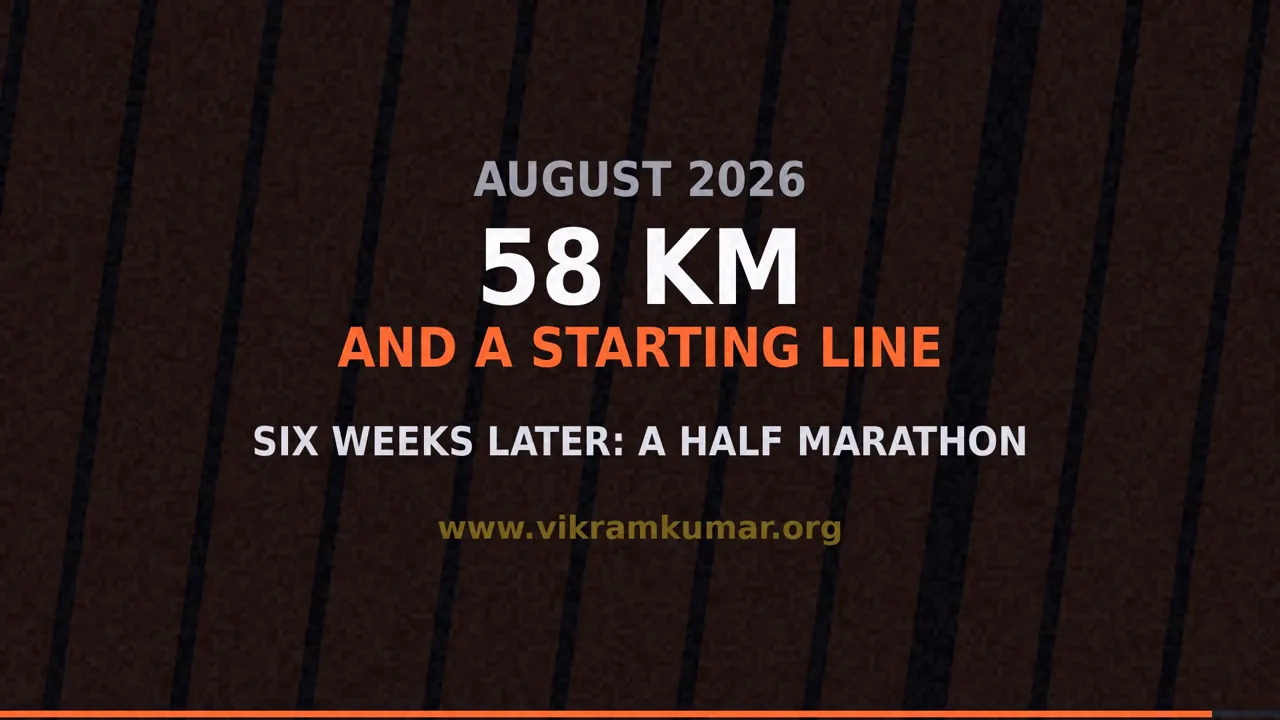 AUGUST 2026
58 KM
AND A STARTING LINE
SIX WEEKS LATER: A HALF MARATHON
www.vikramkumar.org